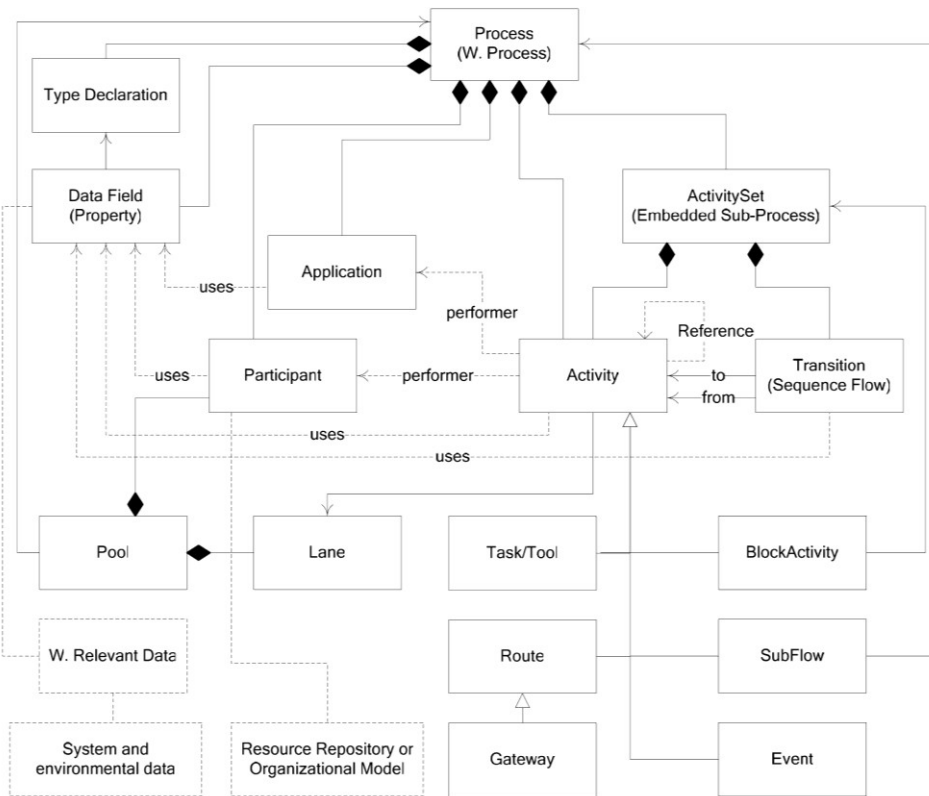 Process
(W. Process)
Type Declaration
Data Field
(Property)
ActivitySet
(Embedded Sub-Process)
Application
uses
performer
Reference
Participant
uses
performer
Activity
to
from
Transition
(Sequence Flow)
uses
uses
Pool
Lane
Task/Tool
BlockActivity
W. Relevant Data
Route
SubFlow
System and
environmental data
Resource Repository or
Organizational Model
Gateway
Event